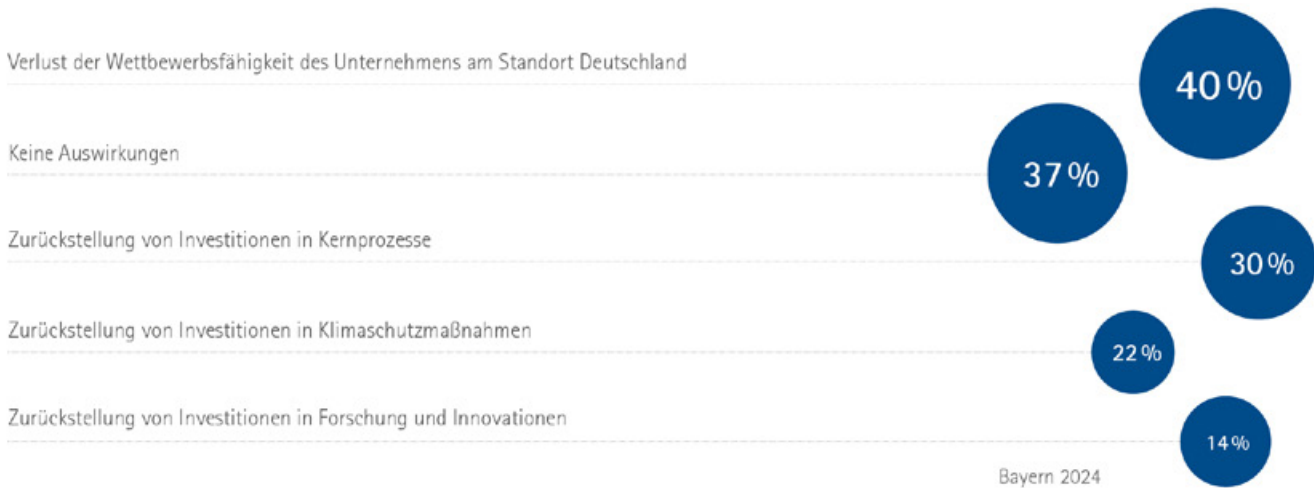 Verlust der Wettbewerbsfähigkeit des Unternehmens am Standort Deutschland
40 %
Keine Auswirkungen
37 %
Zurückstellung von Investitionen in Kernprozesse
30 %
Zurückstellung von Investitionen in Klimaschutzmaßnahmen
22 %
Zurückstellung von Investitionen in Forschung und Innovationen
14 %
Bayern 2024